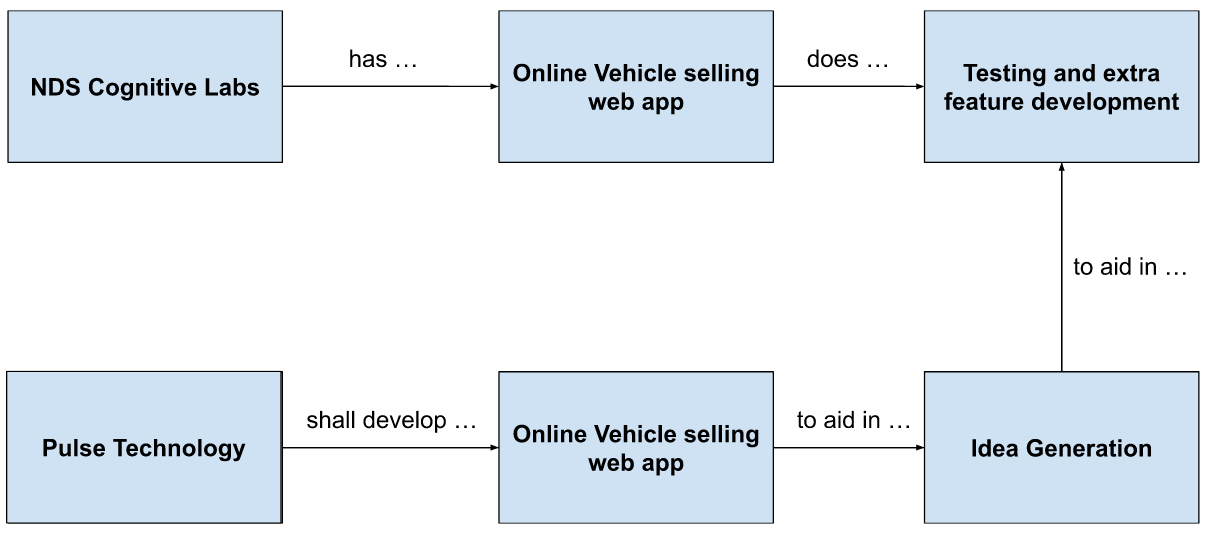 NDS Cognitive Labs
has …
Online Vehicle selling
web app
does …
Testing and extra
feature development
to aid in …
Pulse Technology
shall develop …
Online Vehicle selling
web app
to aid in …
Idea Generation